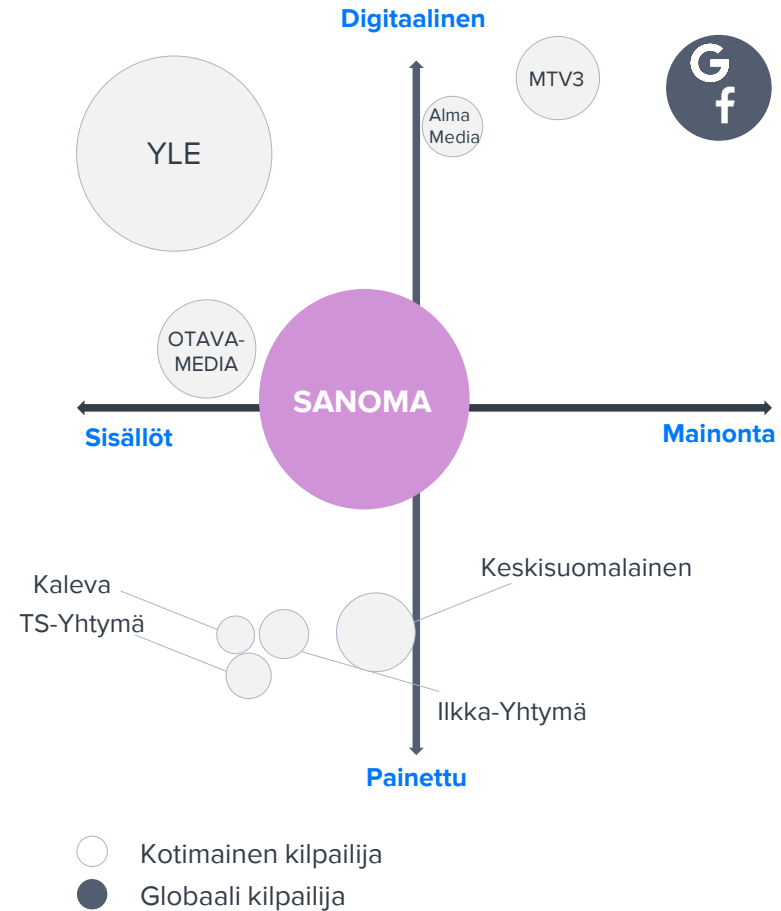 Digitaalinen
G
f
MTV3
Alma
Media
YLE
OTAVA-
MEDIA
SANOMA
Sisällöt
Mainonta
Keskisuomalainen
Kaleva
TS-Yhtymä
Ilkka-Yhtymä
Painettu
Kotimainen kilpailija
Globaali kilpailija